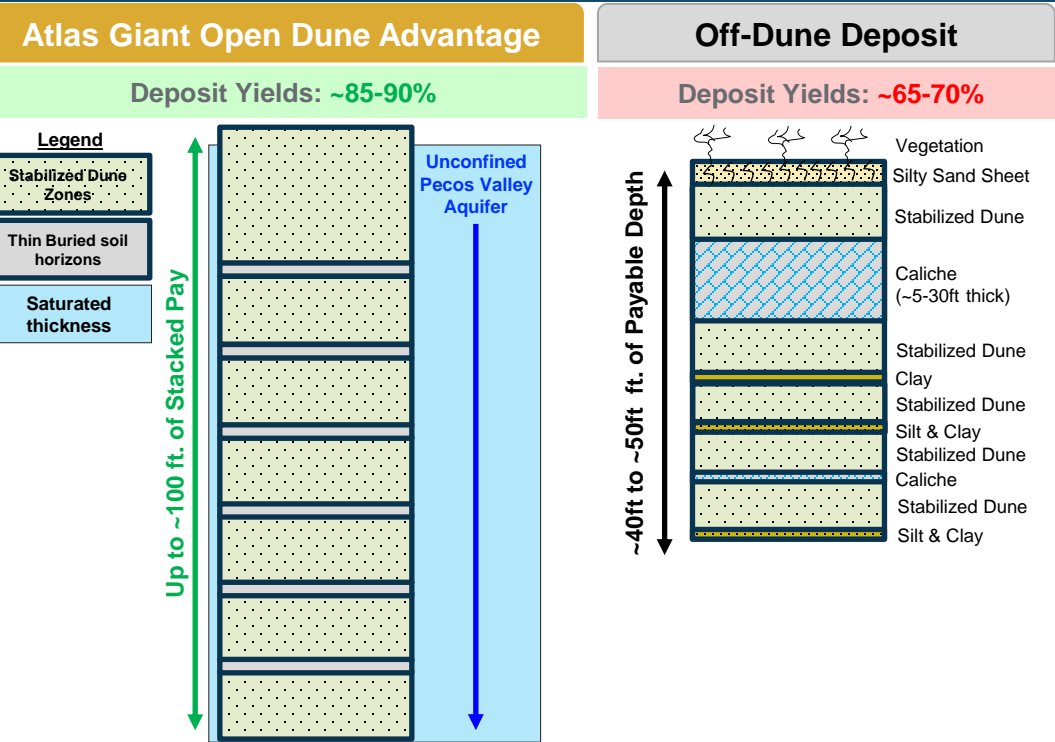 Atlas Giant Open Dune Advantage
Deposit Yields: ~85-90%
Legend
Stabilized Dune
Zones
Thin Buried soil
horizons
Saturated
thickness
Up to ~100 ft. of Stacked Pay
Unconfined
Pecos Valley
Aquifer
Off-Dune Deposit
Deposit Yields: ~65-70%
~40ft to ~50ft  ft. of Payable Depth
Vegetation
Silty Sand Sheet
Stabilized Dune
Caliche
(~5-30ft thick)
Stabilized Dune
Clay
Stabilized Dune
Silt & Clay
Stabilized Dune
Caliche
Stabilized Dune
Silt & Clay